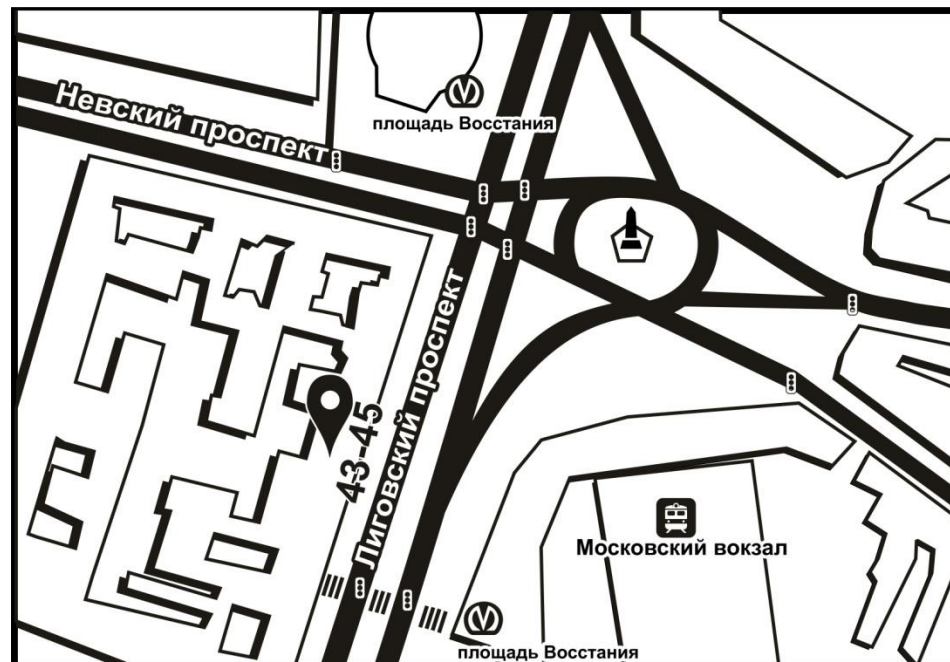 Невский проспект
площадь Восстания
Лиговский проспект
43-45
Московский вокзал
площадь Восстания